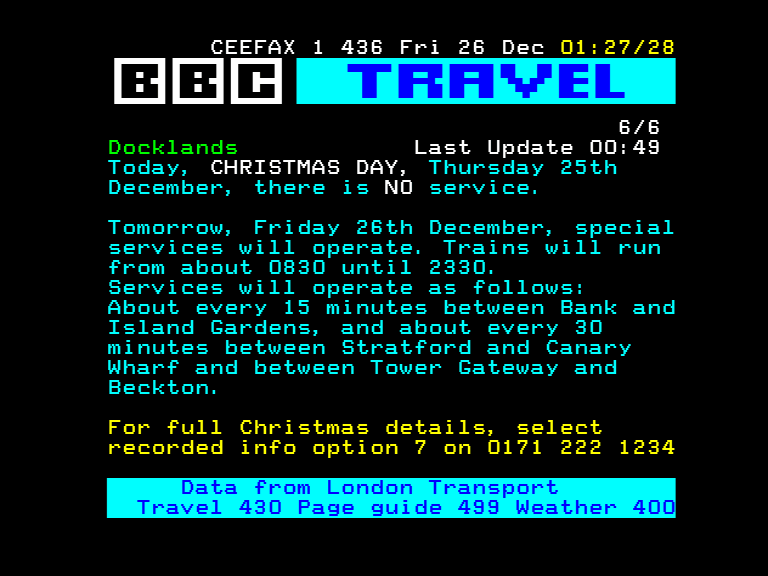 CEEFAX 1 436 Fri 26 Dec 01:27/28
BBC TRAVEL
6/6
Docklands Last Update 00:49
Today, CHRISTMAS DAY, Thursday 25th
December, there is NO service.
Tomorrow, Friday 26th December, special
services will operate. Trains will run
from about 0830 until 2330.
Services will operate as follows:
About every 15 minutes between Bank and
Island Gardens, and about every 30
minutes between Stratford and Canary
Wharf and between Tower Gateway and
Beckton.
For full Christmas details, select
recorded info option 7 on 0171 222 1234
Data from London Transport
Travel 430 Page guide 499 Weather 400